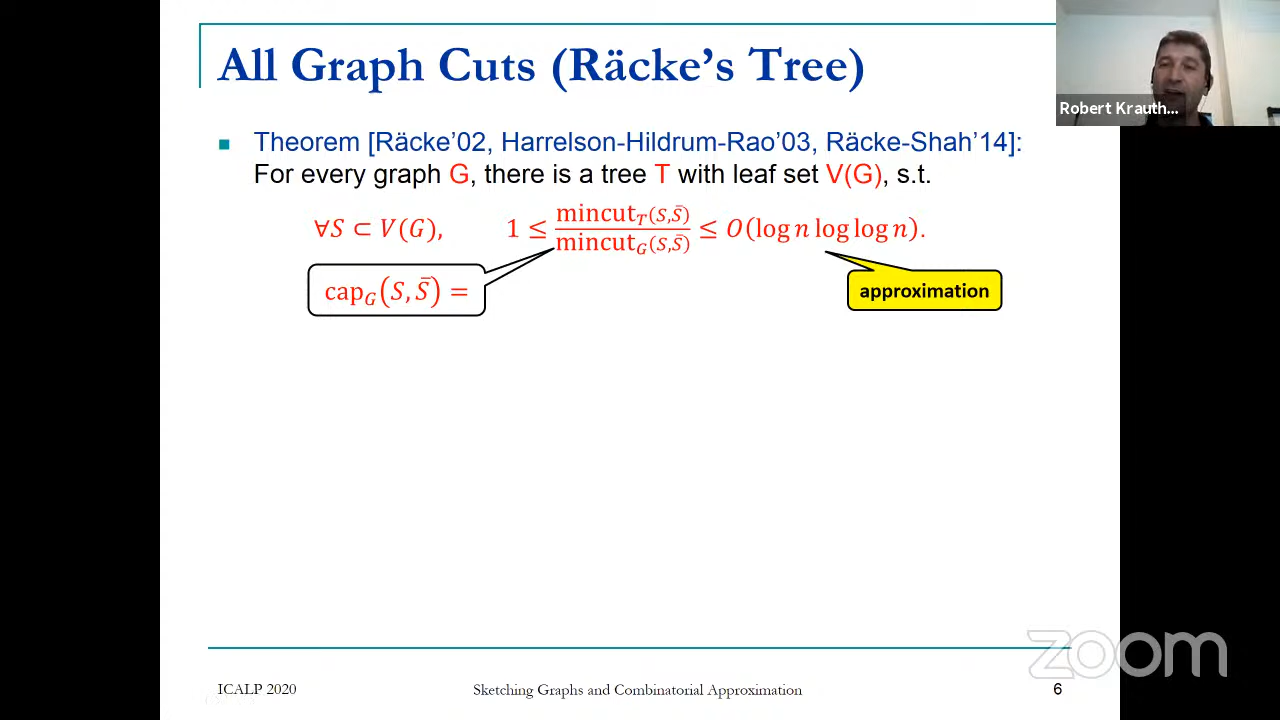 All Graph Cuts (Räcke's Tree)
Robert Krauth...
Theorem [Räcke'02, Harrelson-Hildrum-Rao'03, Räcke-Shah'14]:
For every graph G, there is a tree T with leaf set V(G), s.t.
∀S ⊂ V(G), 1 ≤ mincut_T(S,S̄) / mincut_G(S,S̄) ≤ O(log n log log n).
cap_G(S, S̄) =
approximation
zoom
ICALP 2020
Sketching Graphs and Combinatorial Approximation
6